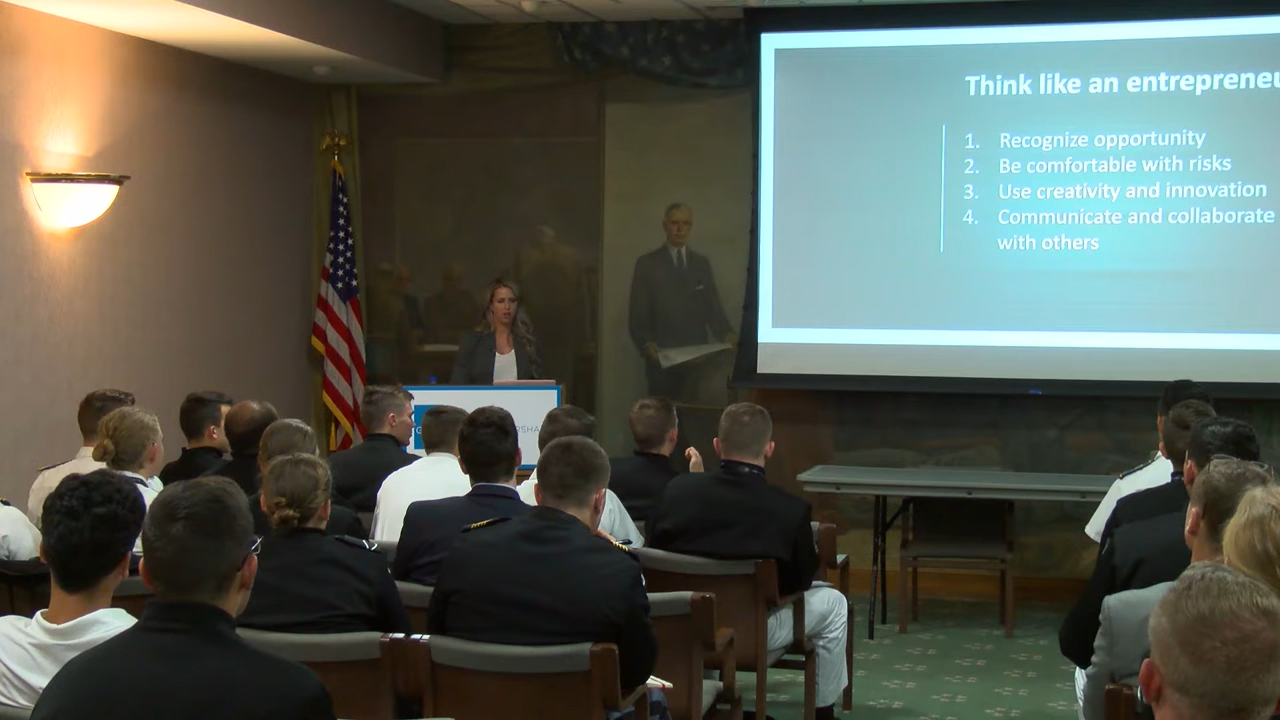 Think like an entrepreneu
1. Recognize opportunity
2. Be comfortable with risks
3. Use creativity and innovation
4. Communicate and collaborate
with others